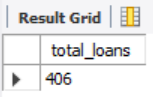 Result Grid
total_loans
406